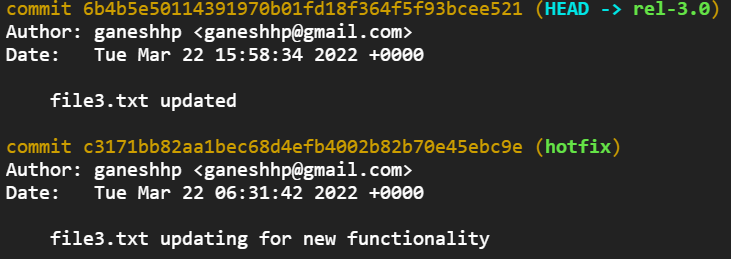 commit 6b4b5e50114391970b01fd18f364f5f93bcee521 (HEAD -> rel-3.0)
Author: ganeshhp <ganeshhp@gmail.com>
Date:   Tue Mar 22 15:58:34 2022 +0000
file3.txt updated
commit c3171bb82aa1bec68d4efb4002b82b70e45ebc9e (hotfix)
Author: ganeshhp <ganeshhp@gmail.com>
Date:   Tue Mar 22 06:31:42 2022 +0000
file3.txt updating for new functionality